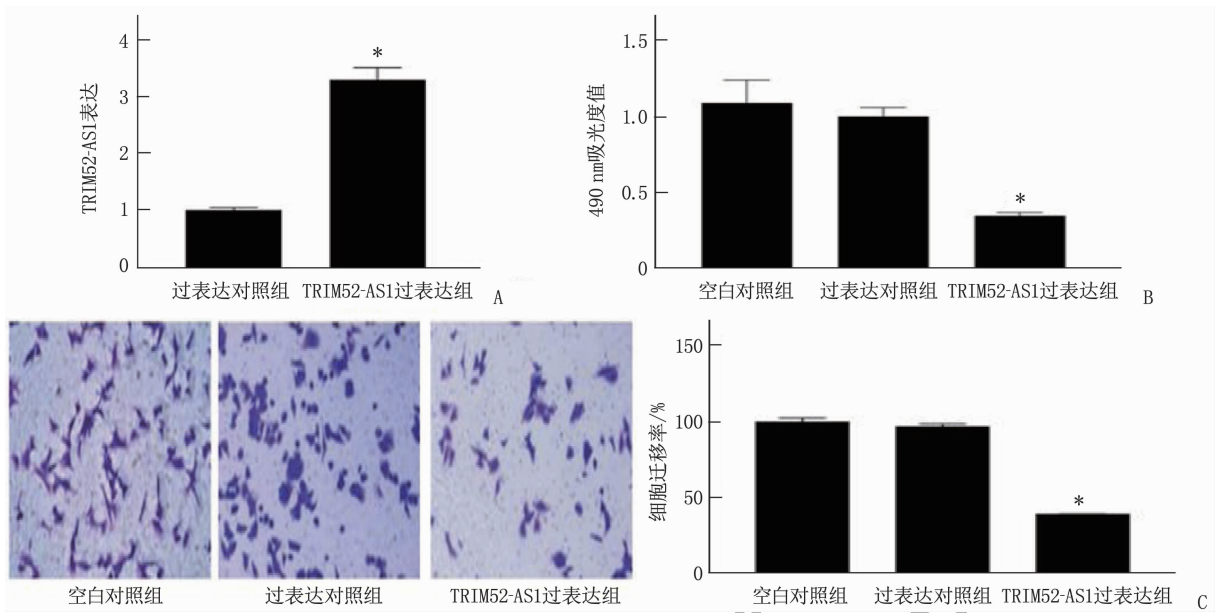 TRIM52-AS1表达
4
3
2
1
0
*
过表达对照组 TRIM52-AS1过表达组 A
490 nm吸光度值
1.5
1.0
0.5
0
*
空白对照组 过表达对照组 TRIM52-AS1过表达组 B
空白对照组 过表达对照组 TRIM52-AS1过表达组
细胞迁移率/%
150
100
50
0
*
空白对照组 过表达对照组 TRIM52-AS1过表达组 C